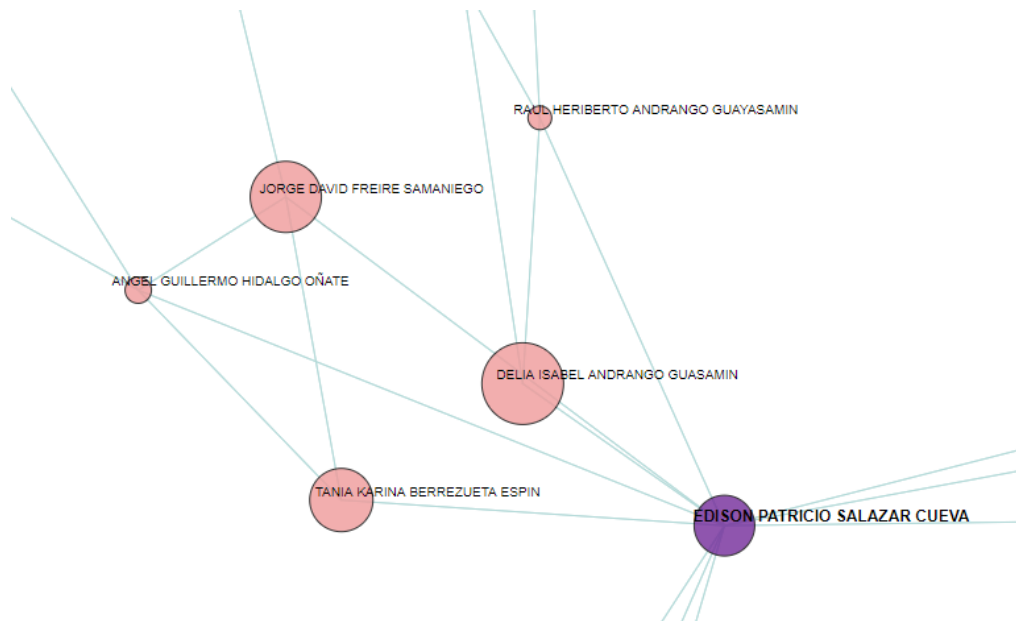 RAUL HERIBERTO ANDRANGO GUAYASAMIN
JORGE DAVID FREIRE SAMANIEGO
ANGEL GUILLERMO HIDALGO OÑATE
DELIA ISABEL ANDRANGO GUASAMIN
TANIA KARINA BERREZUETA ESPIN
EDISON PATRICIO SALAZAR CUEVA